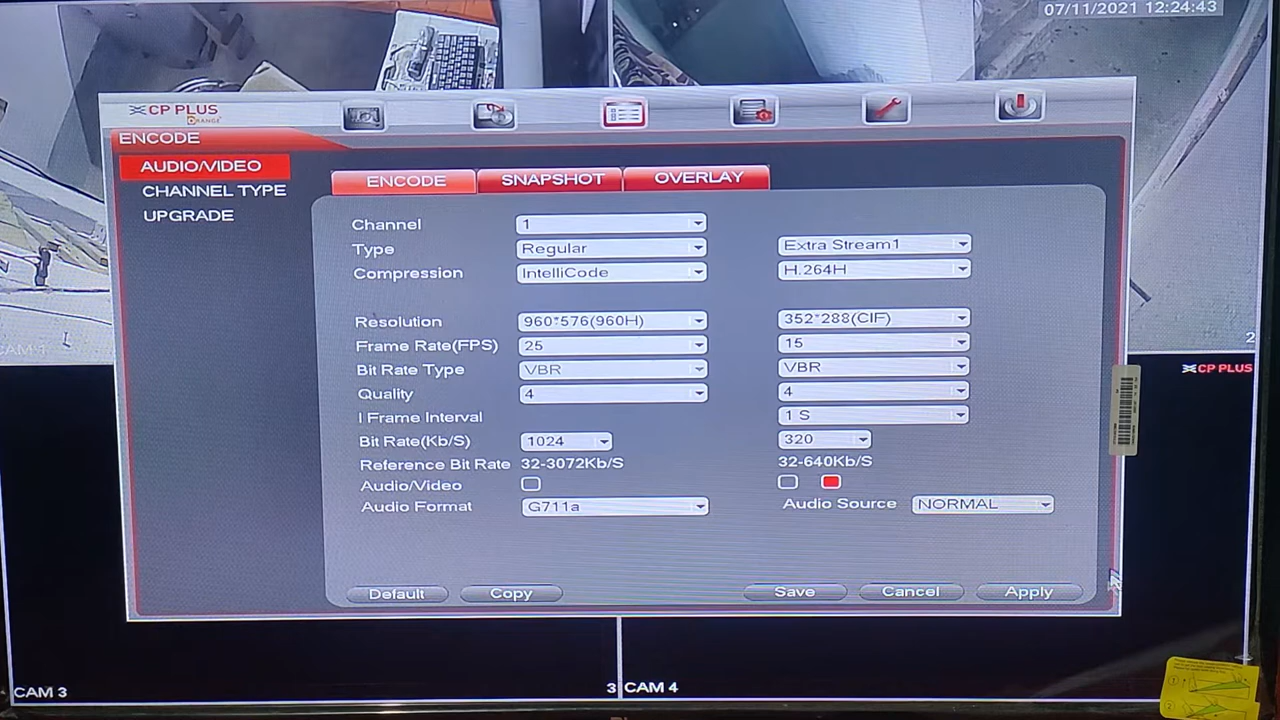 07/11/2021 12:24:43
CP PLUS
ORANGE
ENCODE
AUDIO/VIDEO
CHANNEL TYPE
UPGRADE
ENCODE SNAPSHOT OVERLAY
Channel 1
Type Regular Extra Stream1
Compression IntelliCode H.264H
Resolution 960*576(960H) 352*288(CIF)
Frame Rate(FPS) 25 15
Bit Rate Type VBR VBR
Quality 4 4
I Frame Interval 1 S
Bit Rate(Kb/S) 1024 320
Reference Bit Rate 32-3072Kb/S 32-640Kb/S
Audio/Video
Audio Format G711a Audio Source NORMAL
Default Copy Save Cancel Apply
CAM 1
2
CP PLUS
CAM 3
3
CAM 4